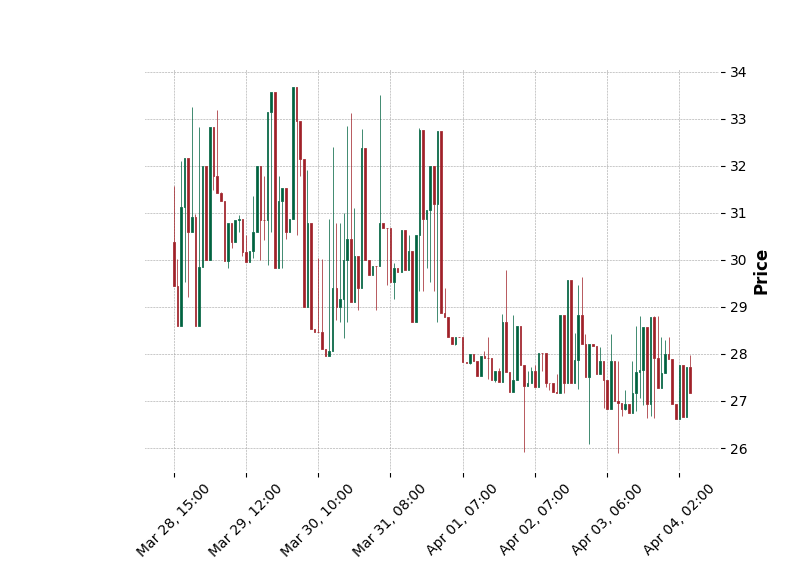 34
33
32
31
30
29
28
27
26
Price
Mar 28, 15:00
Mar 29, 12:00
Mar 30, 10:00
Mar 31, 08:00
Apr 01, 07:00
Apr 02, 07:00
Apr 03, 06:00
Apr 04, 02:00